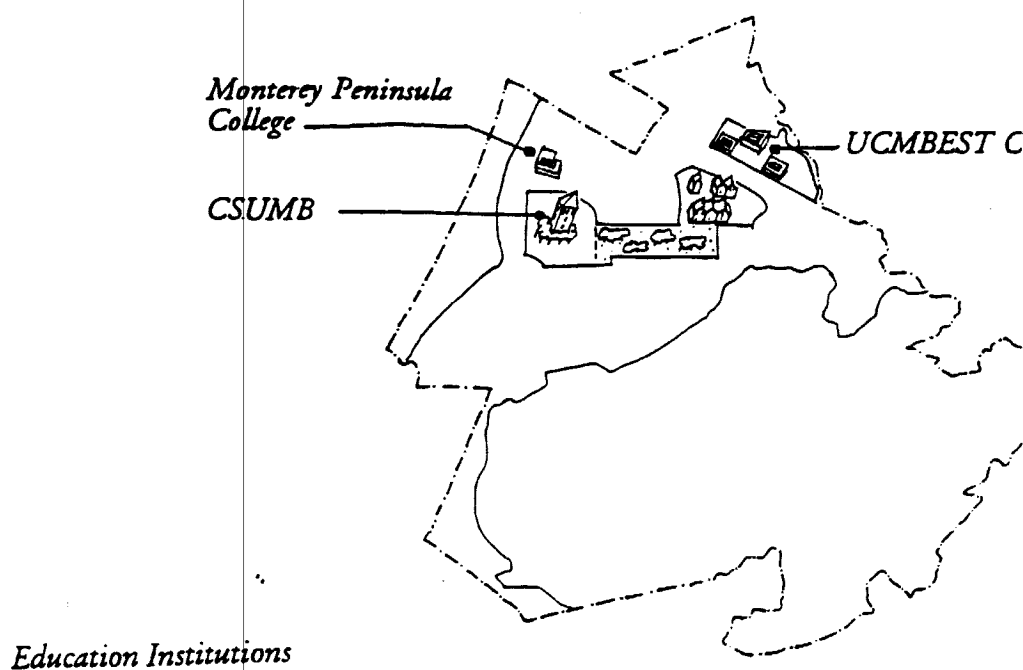 Monterey Peninsula
College
UCMBEST C
CSUMB
Education Institutions